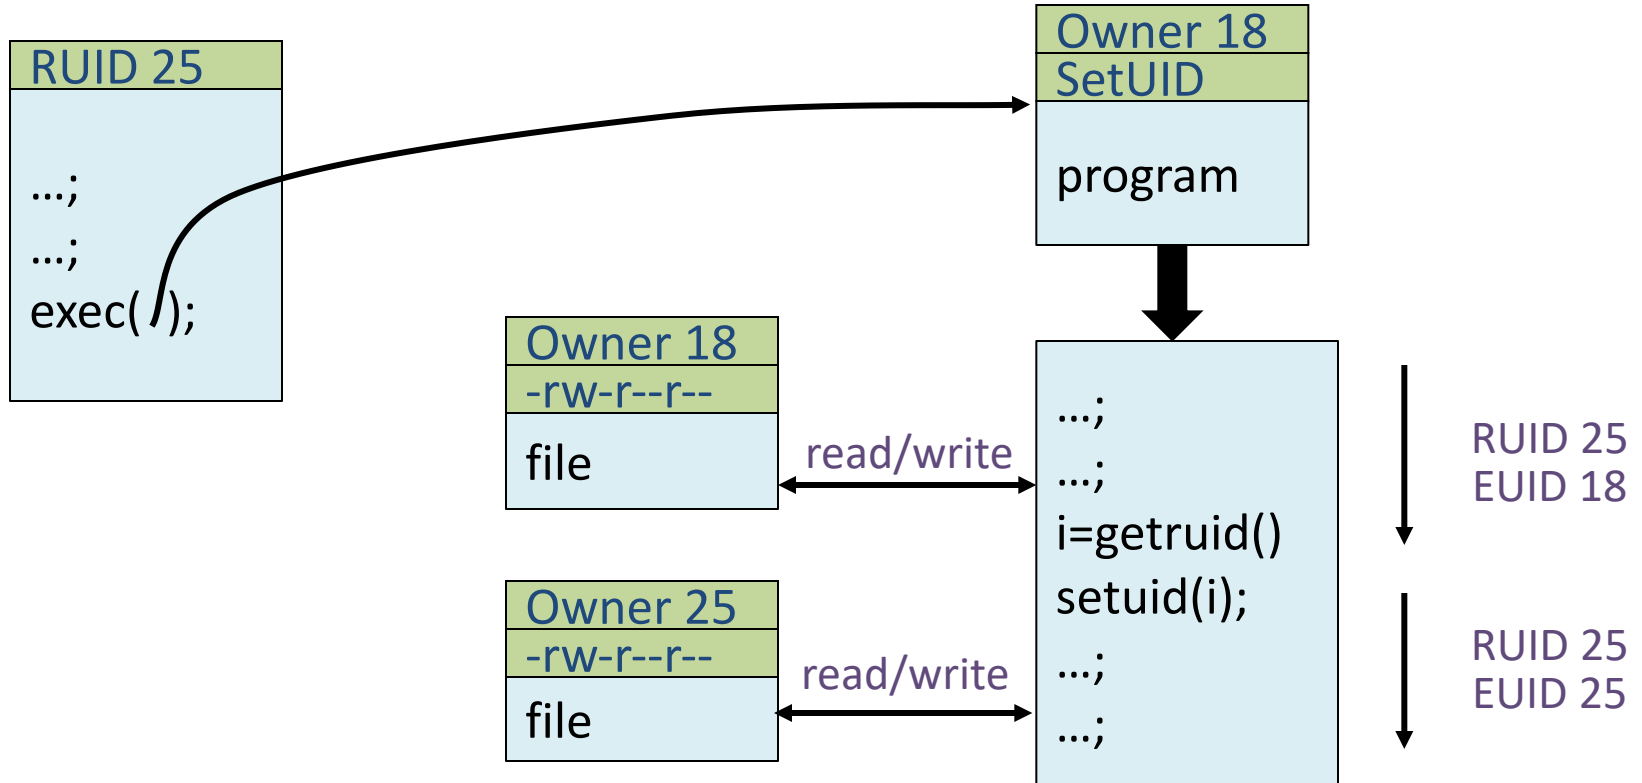 RUID 25
…;
…;
exec( );
Owner 18
SetUID
program
Owner 18
-rw-r--r--
file
read/write
Owner 25
-rw-r--r--
file
read/write
…;
…;
i=getruid()
setuid(i);
…;
…;
RUID 25
EUID 18
RUID 25
EUID 25